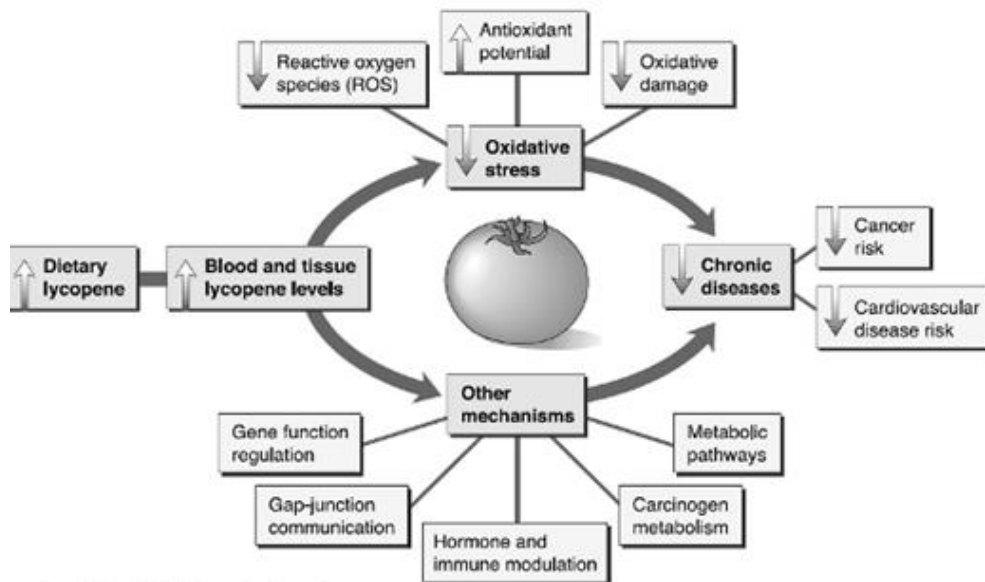 Antioxidant
potential
Reactive oxygen
species (ROS)
Oxidative
damage
Oxidative
stress
Dietary
lycopene
Blood and tissue
lycopene levels
Chronic
diseases
Cancer
risk
Cardiovascular
disease risk
Other
mechanisms
Gene function
regulation
Metabolic
pathways
Gap-junction
communication
Carcinogen
metabolism
Hormone and
immune modulation